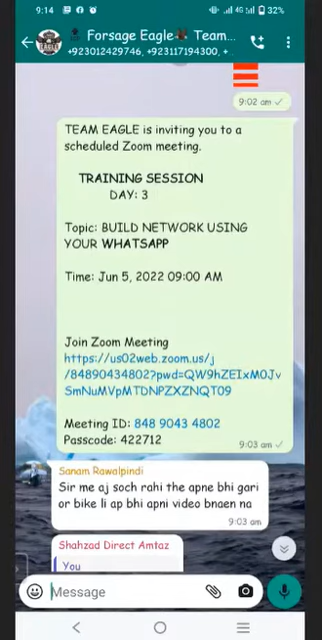 9:14
4G
32%
Forsage Eagle Team...
+923012429746, +923117194300, +..
9:02 am
TEAM EAGLE is inviting you to a
scheduled Zoom meeting.
TRAINING SESSION
DAY: 3
Topic: BUILD NETWORK USING
YOUR WHATSAPP
Time: Jun 5, 2022 09:00 AM
Join Zoom Meeting
https://us02web.zoom.us/j
/84890434802?pwd=QW9hZEIxM0Jv
SmNuMVpMTDNPZXZNQT09
Meeting ID: 848 9043 4802
Passcode: 422712
9:03 am
Sanam Rawalpindi
Sir me aj soch rahi the apne bhi gari
or bike li ap bhi apni video bnaen na
9:03 am
Shahzad Direct Amtaz
You
Message